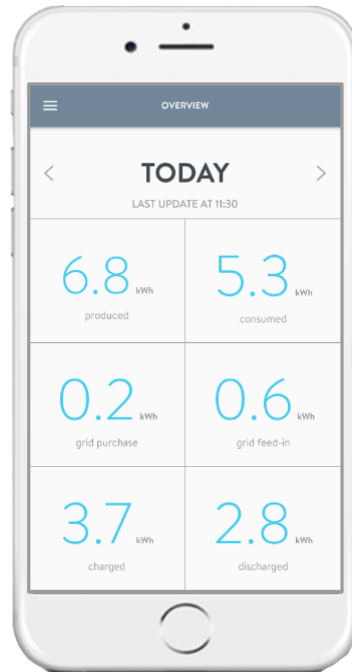 OVERVIEW
TODAY
LAST UPDATE AT 11:30
6.8 kWh
produced
5.3 kWh
consumed
0.2 kWh
grid purchase
0.6 kWh
grid feed-in
3.7 kWh
charged
2.8 kWh
discharged